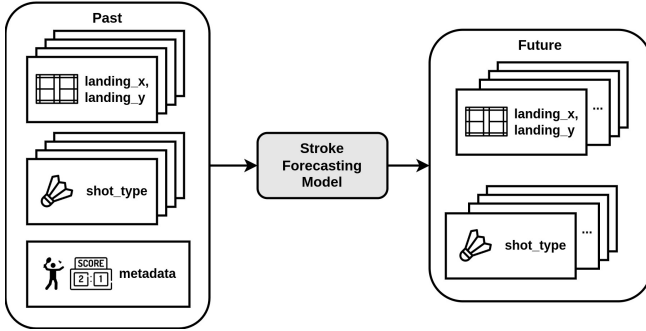 Past
landing_x,
landing_y
shot_type
SCORE
2:1
metadata
Stroke
Forecasting
Model
Future
landing_x,
landing_y
...
shot_type
...